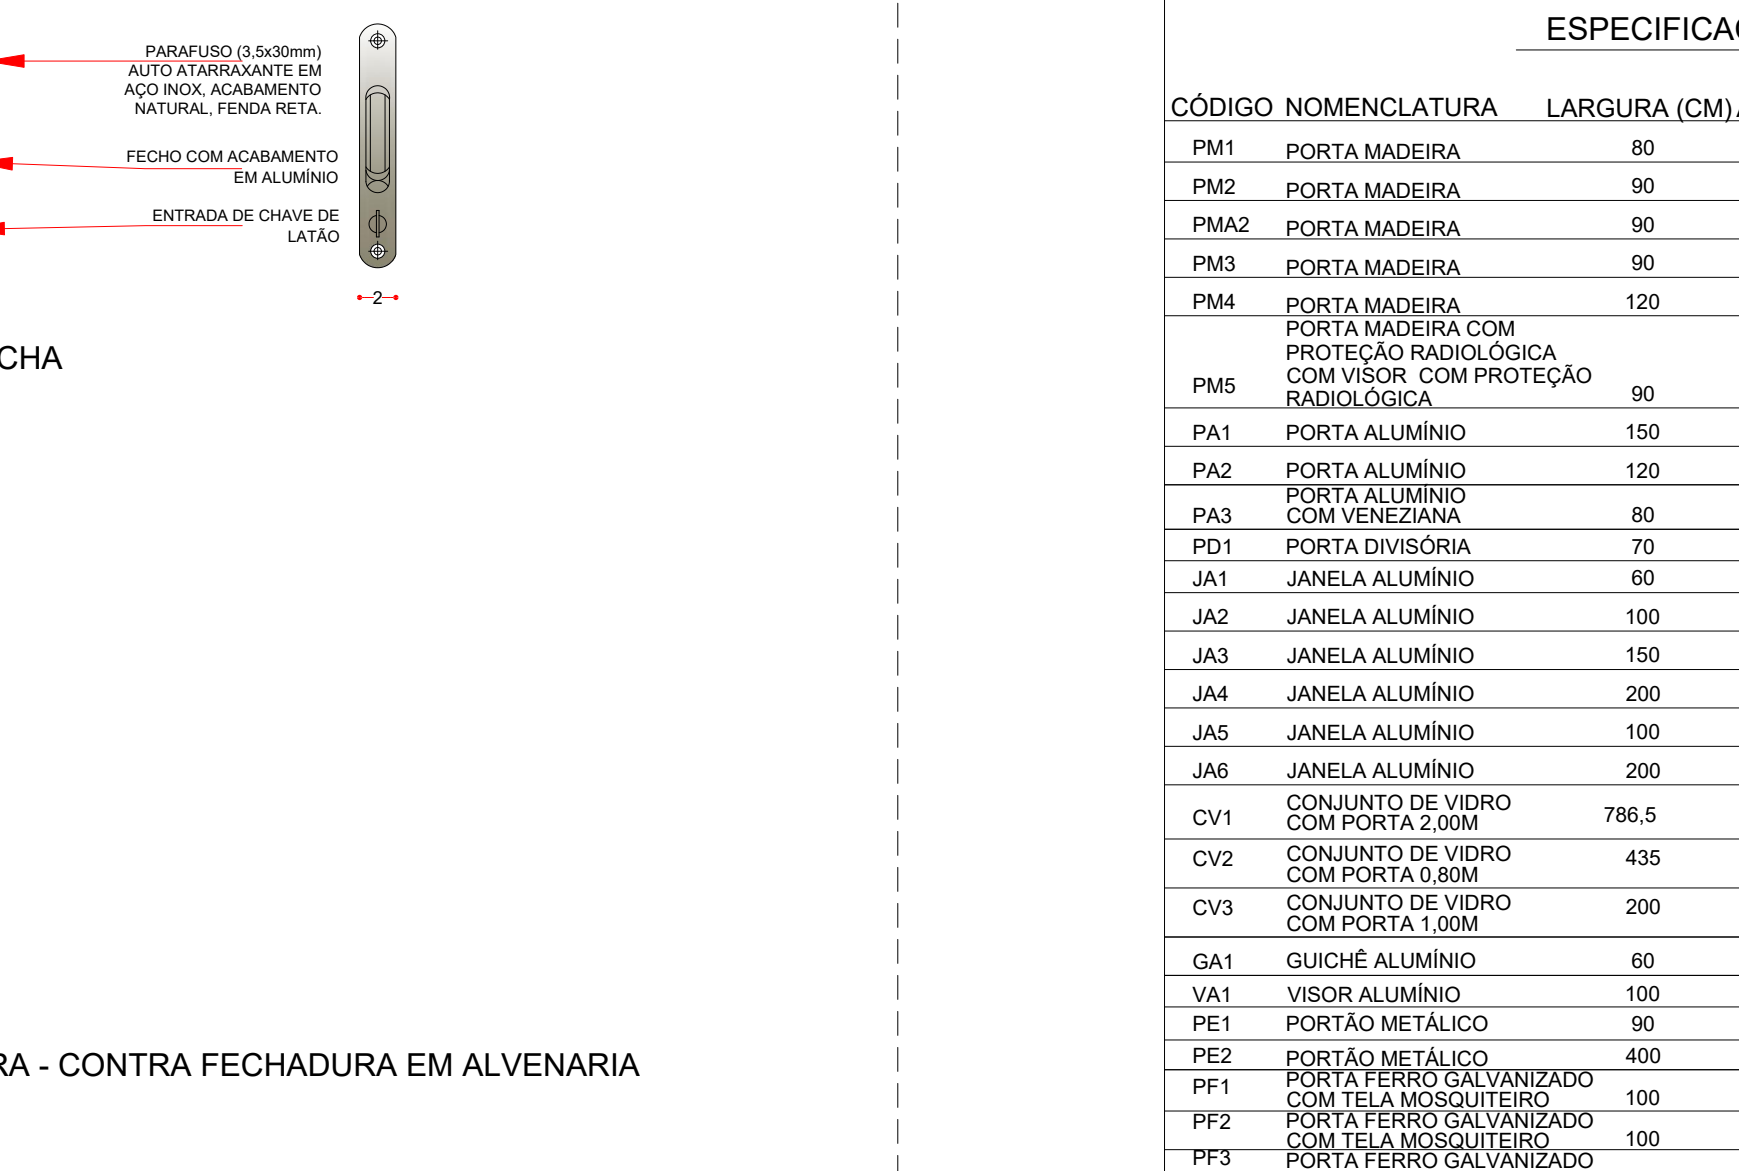 PARAFUSO (3,5x30mm)
AUTO ATARRAXANTE EM
AÇO INOX, ACABAMENTO
NATURAL, FENDA RETA.
FECHO COM ACABAMENTO
EM ALUMÍNIO
ENTRADA DE CHAVE DE
LATÃO
2
CHA
RA - CONTRA FECHADURA EM ALVENARIA
ESPECIFICAÇ
CÓDIGO NOMENCLATURA LARGURA (CM) A
PM1 PORTA MADEIRA 80
PM2 PORTA MADEIRA 90
PMA2 PORTA MADEIRA 90
PM3 PORTA MADEIRA 90
PM4 PORTA MADEIRA 120
PORTA MADEIRA COM
PROTEÇÃO RADIOLÓGICA
COM VISOR COM PROTEÇÃO
PM5 RADIOLÓGICA 90
PA1 PORTA ALUMÍNIO 150
PA2 PORTA ALUMÍNIO 120
PORTA ALUMÍNIO
PA3 COM VENEZIANA 80
PD1 PORTA DIVISÓRIA 70
JA1 JANELA ALUMÍNIO 60
JA2 JANELA ALUMÍNIO 100
JA3 JANELA ALUMÍNIO 150
JA4 JANELA ALUMÍNIO 200
JA5 JANELA ALUMÍNIO 100
JA6 JANELA ALUMÍNIO 200
CV1 CONJUNTO DE VIDRO 786,5
COM PORTA 2,00M
CV2 CONJUNTO DE VIDRO 435
COM PORTA 0,80M
CV3 CONJUNTO DE VIDRO 200
COM PORTA 1,00M
GA1 GUICHÊ ALUMÍNIO 60
VA1 VISOR ALUMÍNIO 100
PE1 PORTÃO METÁLICO 90
PE2 PORTÃO METÁLICO 400
PF1 PORTA FERRO GALVANIZADO
COM TELA MOSQUITEIRO 100
PF2 PORTA FERRO GALVANIZADO
COM TELA MOSQUITEIRO 100
PF3 PORTA FERRO GALVANIZADO